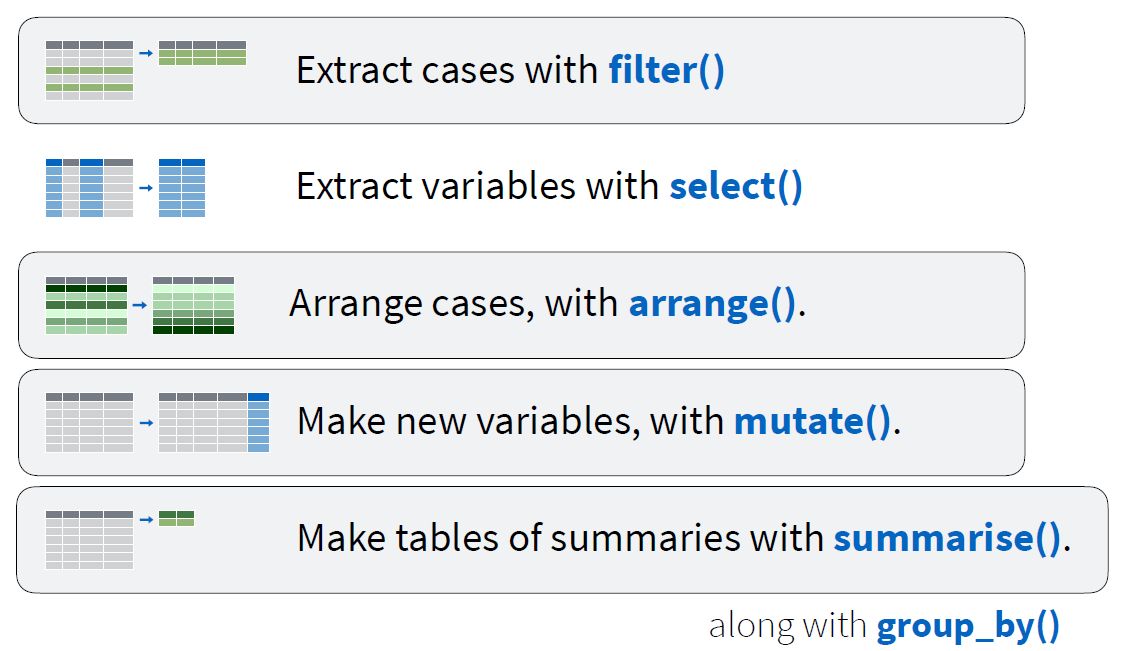 Extract cases with filter()
Extract variables with select()
Arrange cases, with arrange().
Make new variables, with mutate().
Make tables of summaries with summarise().
along with group_by()